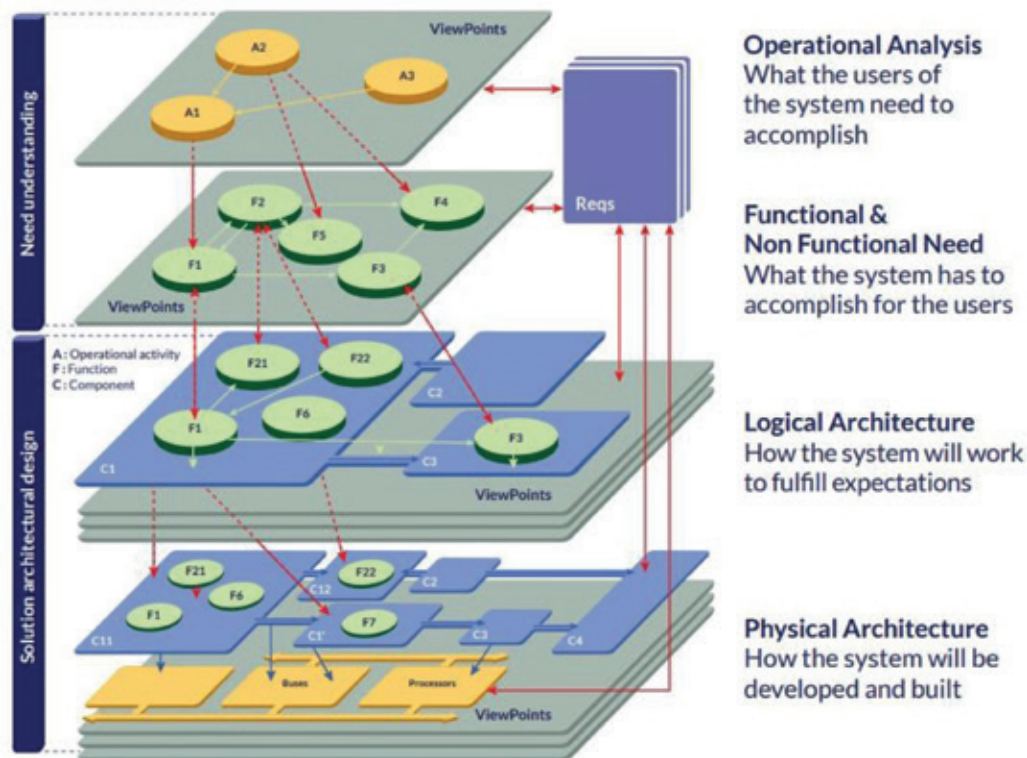 Need understanding
ViewPoints
A2
A3
A1
Reqs
F2
F4
F5
F1
F3
ViewPoints
Operational Analysis
What the users of
the system need to
accomplish
Functional &
Non Functional Need
What the system has to
accomplish for the users
Solution architectural design
A : Operational activity
F : Function
C : Component
F21
F22
C2
F6
F1
F3
C1
C3
ViewPoints
Logical Architecture
How the system will work
to fulfill expectations
F21
F22
F6
C12
C2
F1
F7
C11
C1'
C3
C4
Buses
Processors
ViewPoints
Physical Architecture
How the system will be
developed and built